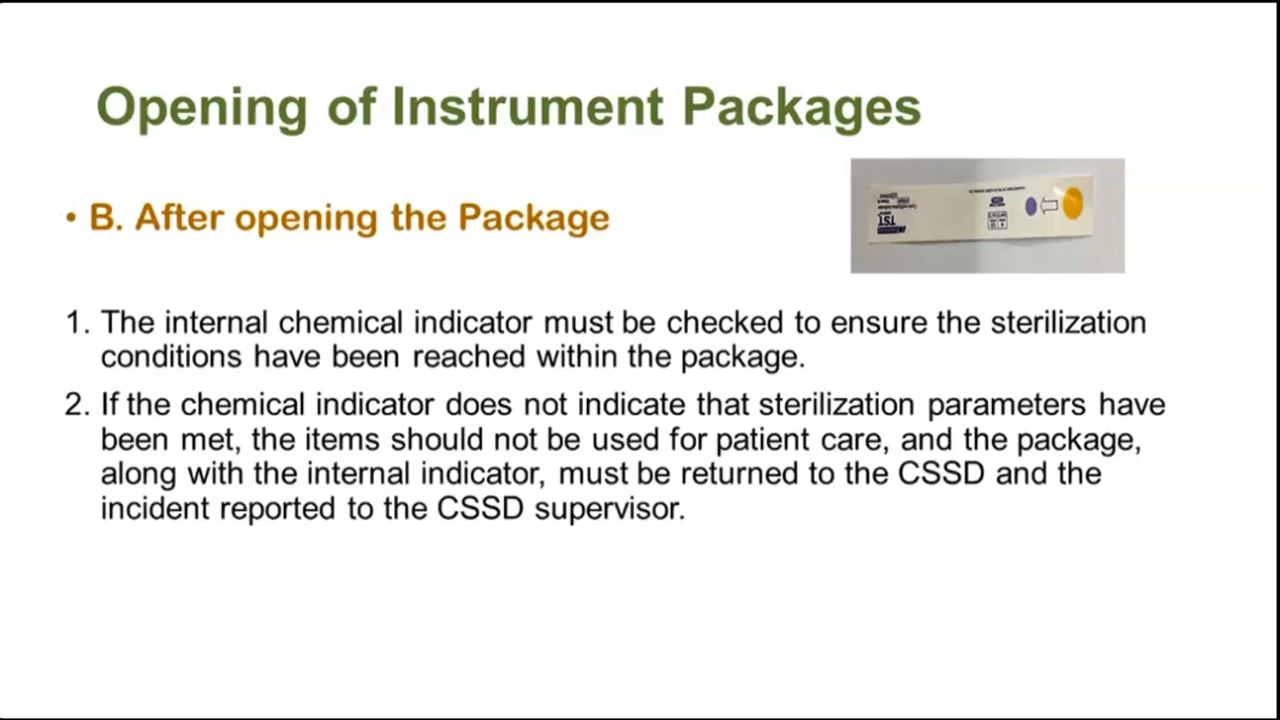 Opening of Instrument Packages
• B. After opening the Package
TST
1. The internal chemical indicator must be checked to ensure the sterilization
conditions have been reached within the package.
2. If the chemical indicator does not indicate that sterilization parameters have
been met, the items should not be used for patient care, and the package,
along with the internal indicator, must be returned to the CSSD and the
incident reported to the CSSD supervisor.